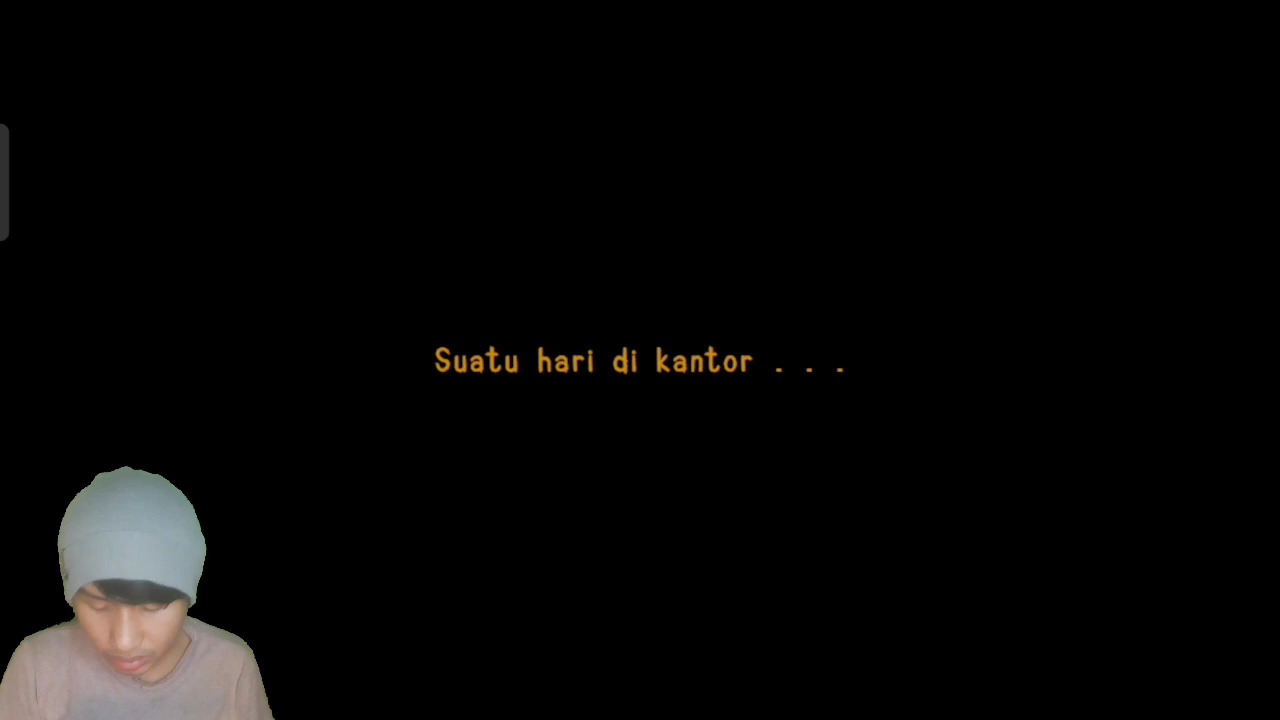 Suatu hari di kantor . . .